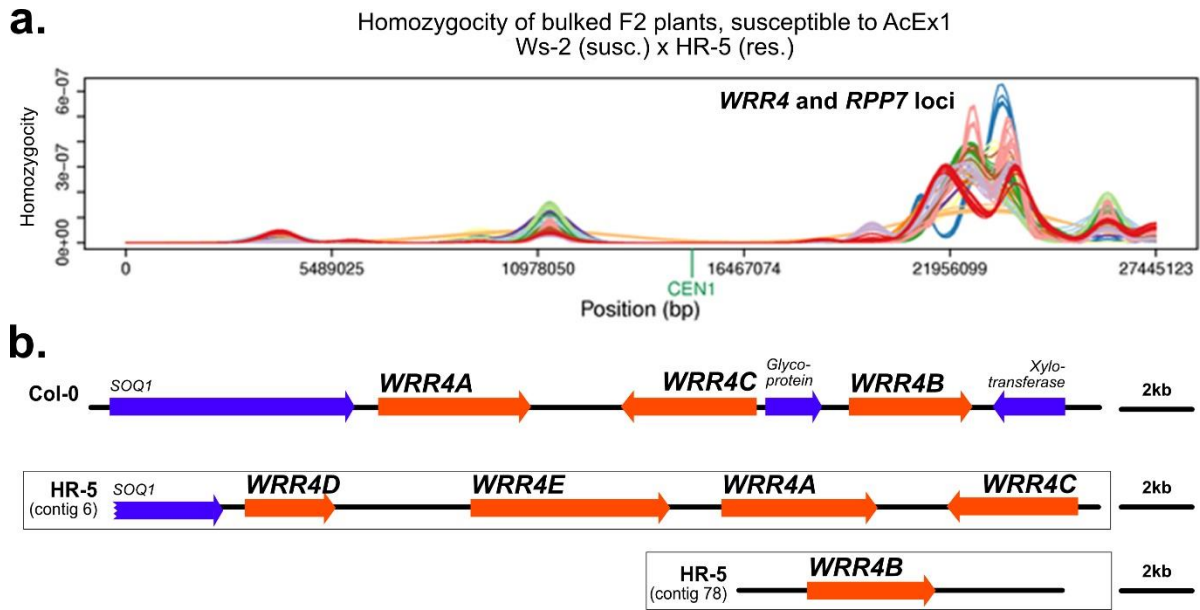 a.
Homozygocity of bulked F2 plants, susceptible to AcEx1
Ws-2 (susc.) x HR-5 (res.)
Homozygocity
6e-07
3e-07
0e+00
WRR4 and RPP7 loci
0
5489025
10978050
16467074
21956099
27445123
CEN1
Position (bp)
b.
Col-0
SOQ1
WRR4A
WRR4C
Glyco-
protein
WRR4B
Xylo-
transferase
2kb
HR-5
(contig 6)
SOQ1
WRR4D
WRR4E
WRR4A
WRR4C
2kb
HR-5
(contig 78)
WRR4B
2kb